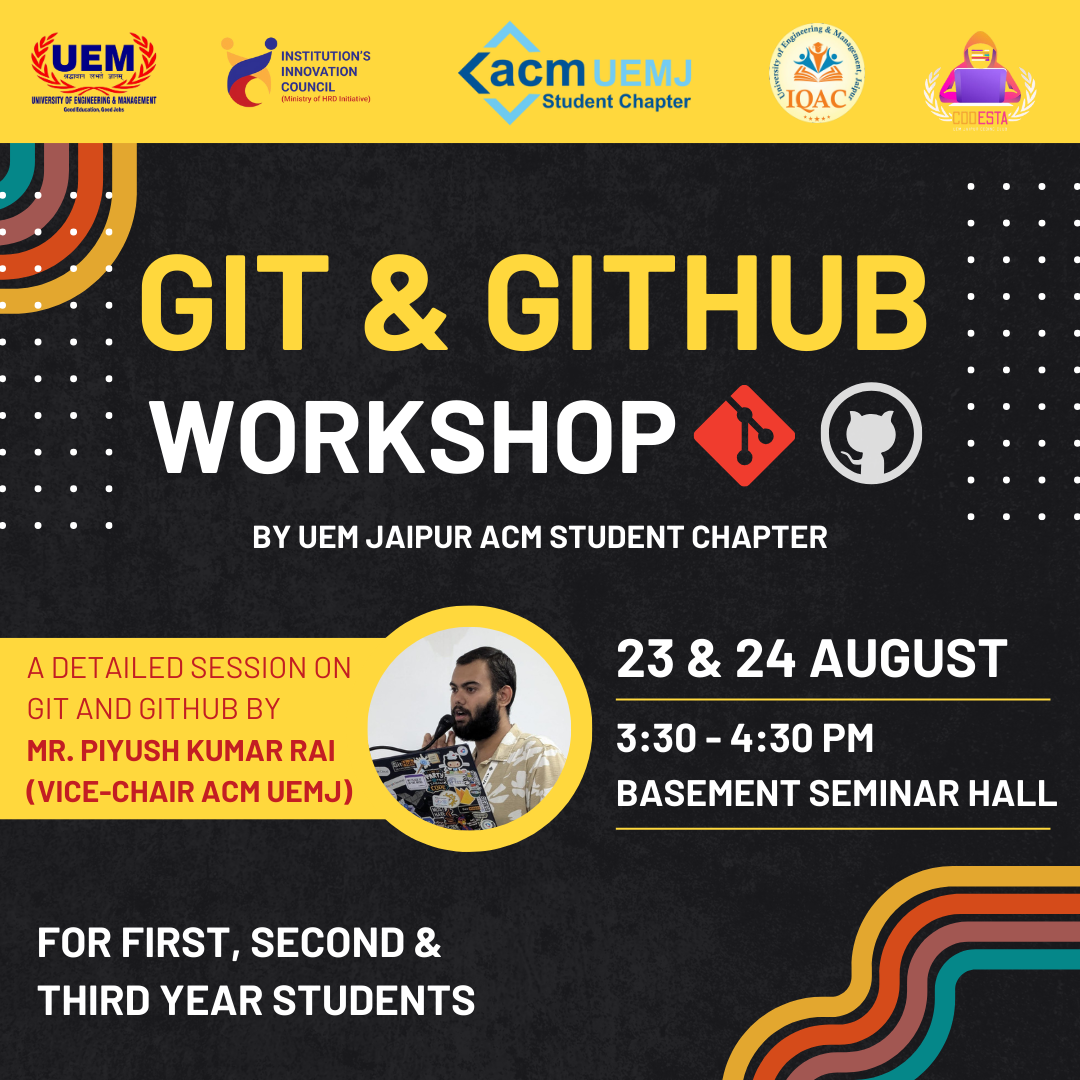 UEM
श्रद्धावान लभते ज्ञानम्
UNIVERSITY OF ENGINEERING & MANAGEMENT
Good Education, Good Jobs
INSTITUTION'S
INNOVATION
COUNCIL
(Ministry of HRD Initiative)
acm UEMJ
Student Chapter
University of Engineering & Management, Jaipur
IQAC
CODESTA
GIT & GITHUB
WORKSHOP
BY UEM JAIPUR ACM STUDENT CHAPTER
A DETAILED SESSION ON
GIT AND GITHUB BY
MR. PIYUSH KUMAR RAI
(VICE-CHAIR ACM UEMJ)
23 & 24 AUGUST
3:30 - 4:30 PM
BASEMENT SEMINAR HALL
FOR FIRST, SECOND &
THIRD YEAR STUDENTS